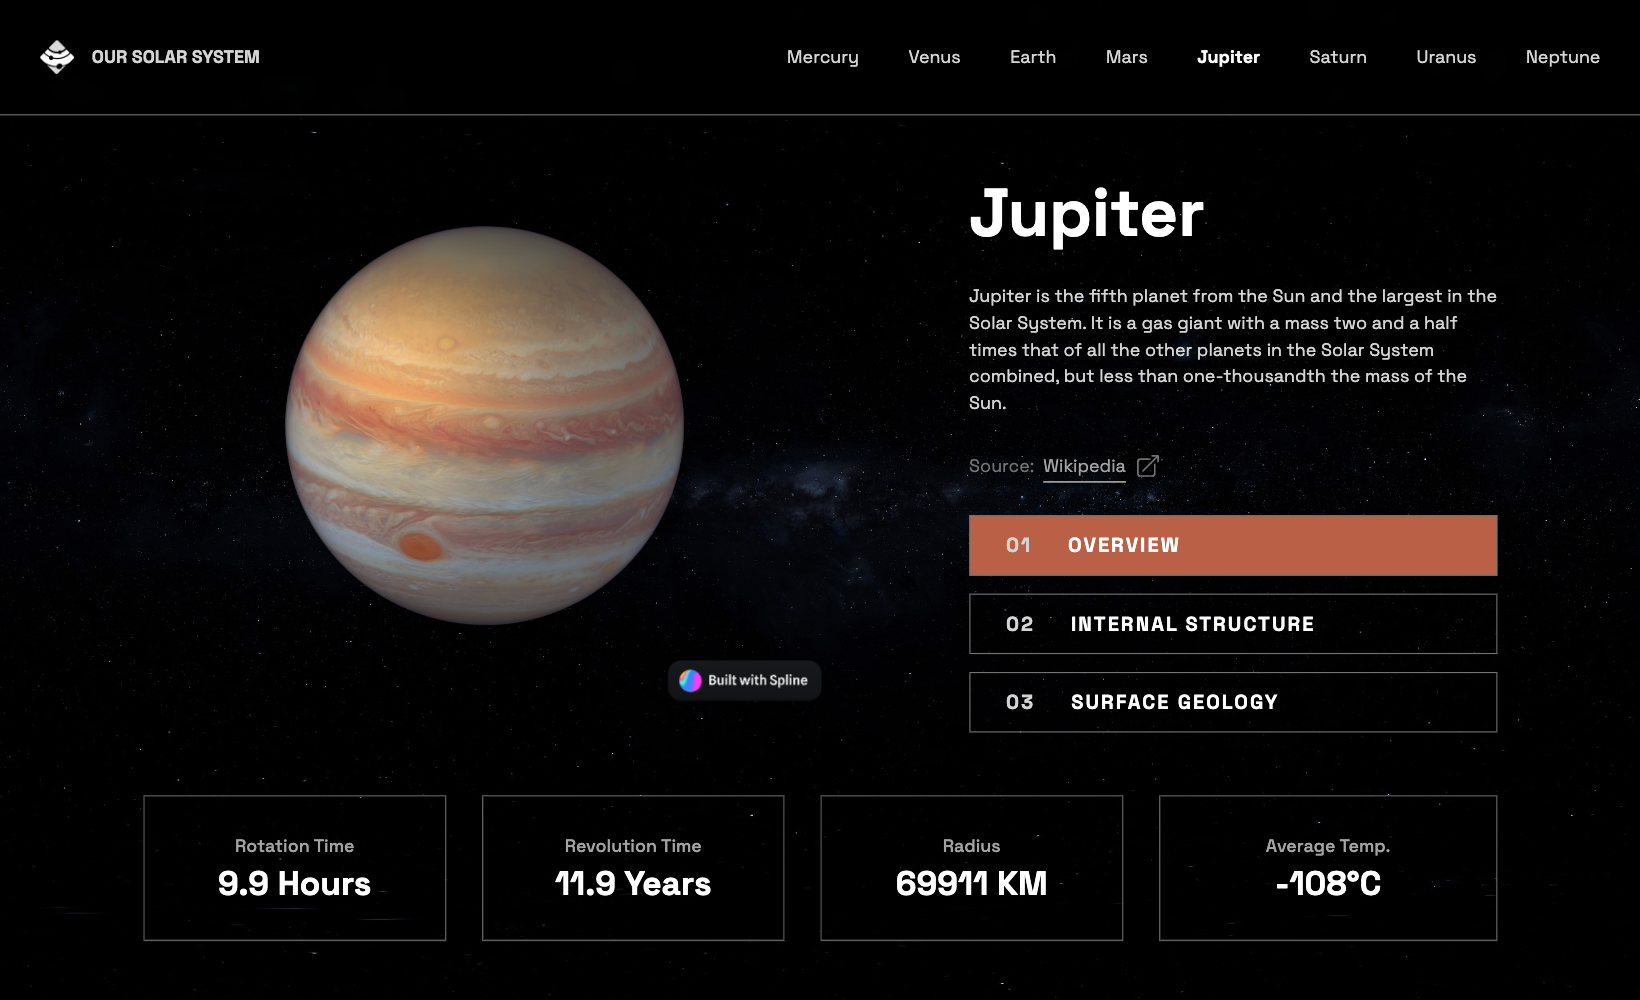 OUR SOLAR SYSTEM
Mercury Venus Earth Mars Jupiter Saturn Uranus Neptune
Jupiter
Jupiter is the fifth planet from the Sun and the largest in the
Solar System. It is a gas giant with a mass two and a half
times that of all the other planets in the Solar System
combined, but less than one-thousandth the mass of the
Sun.
Source: Wikipedia
01 OVERVIEW
02 INTERNAL STRUCTURE
03 SURFACE GEOLOGY
Built with Spline
Rotation Time
9.9 Hours
Revolution Time
11.9 Years
Radius
69911 KM
Average Temp.
-108°C